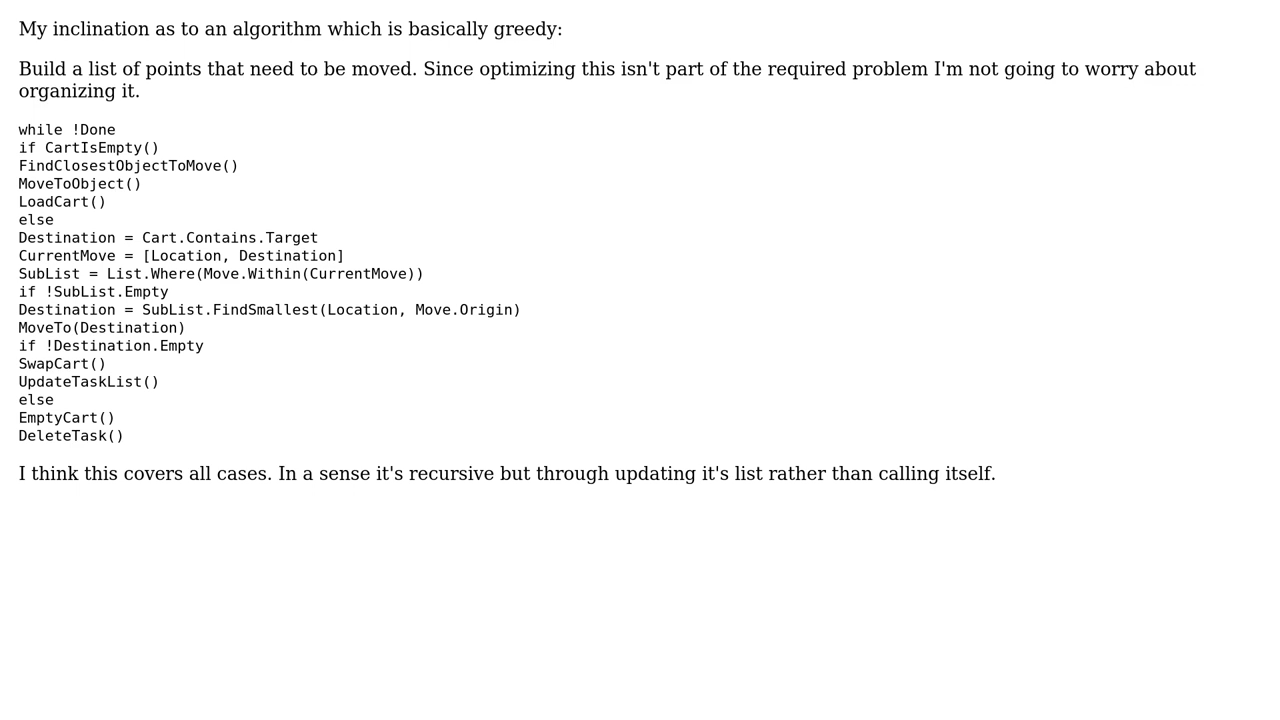 My inclination as to an algorithm which is basically greedy:
Build a list of points that need to be moved. Since optimizing this isn't part of the required problem I'm not going to worry about
organizing it.
while !Done
if CartIsEmpty()
FindClosestObjectToMove()
MoveToObject()
LoadCart()
else
Destination = Cart.Contains.Target
CurrentMove = [Location, Destination]
SubList = List.Where(Move.Within(CurrentMove))
if !SubList.Empty
Destination = SubList.FindSmallest(Location, Move.Origin)
MoveTo(Destination)
if !Destination.Empty
SwapCart()
UpdateTaskList()
else
EmptyCart()
DeleteTask()
I think this covers all cases. In a sense it's recursive but through updating it's list rather than calling itself.